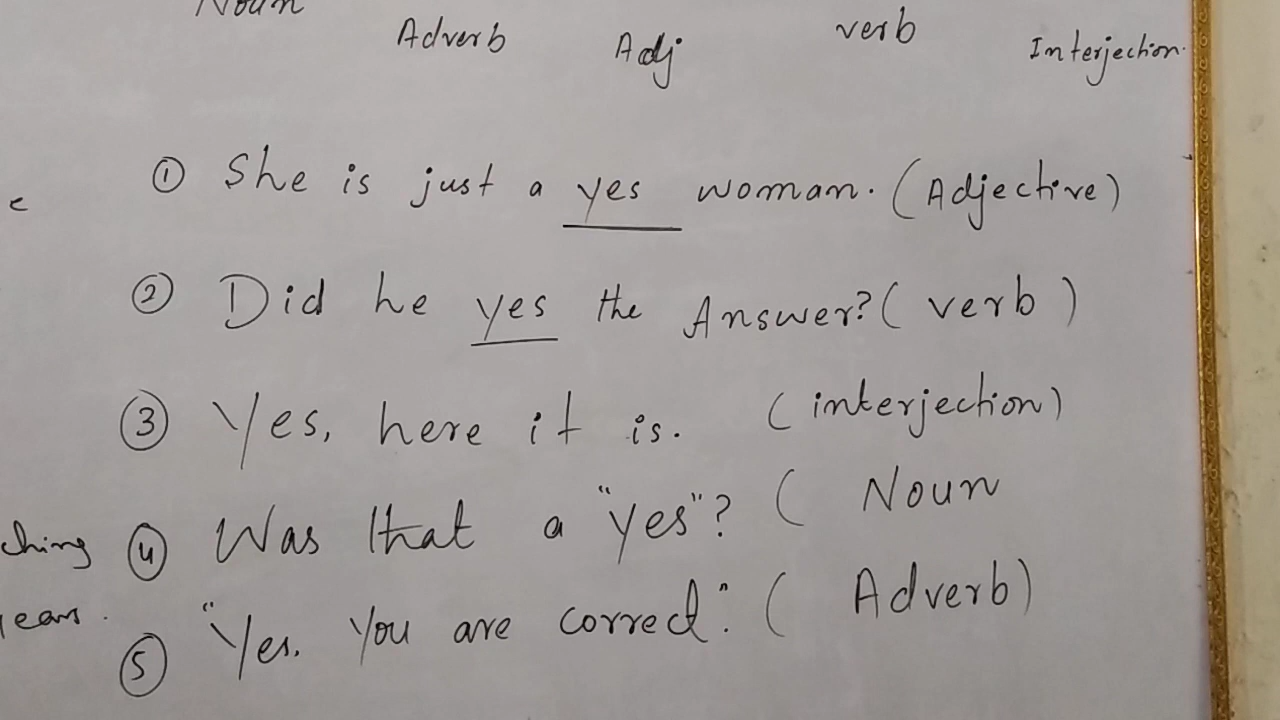 Noun Adverb Adj verb Interjection.
① She is just a yes woman. (Adjective)
② Did he yes the Answer? (verb)
③ Yes, here it is. (interjection)
④ Was that a "yes"? ( Noun
⑤ "Yes. You are correct". ( Adverb)